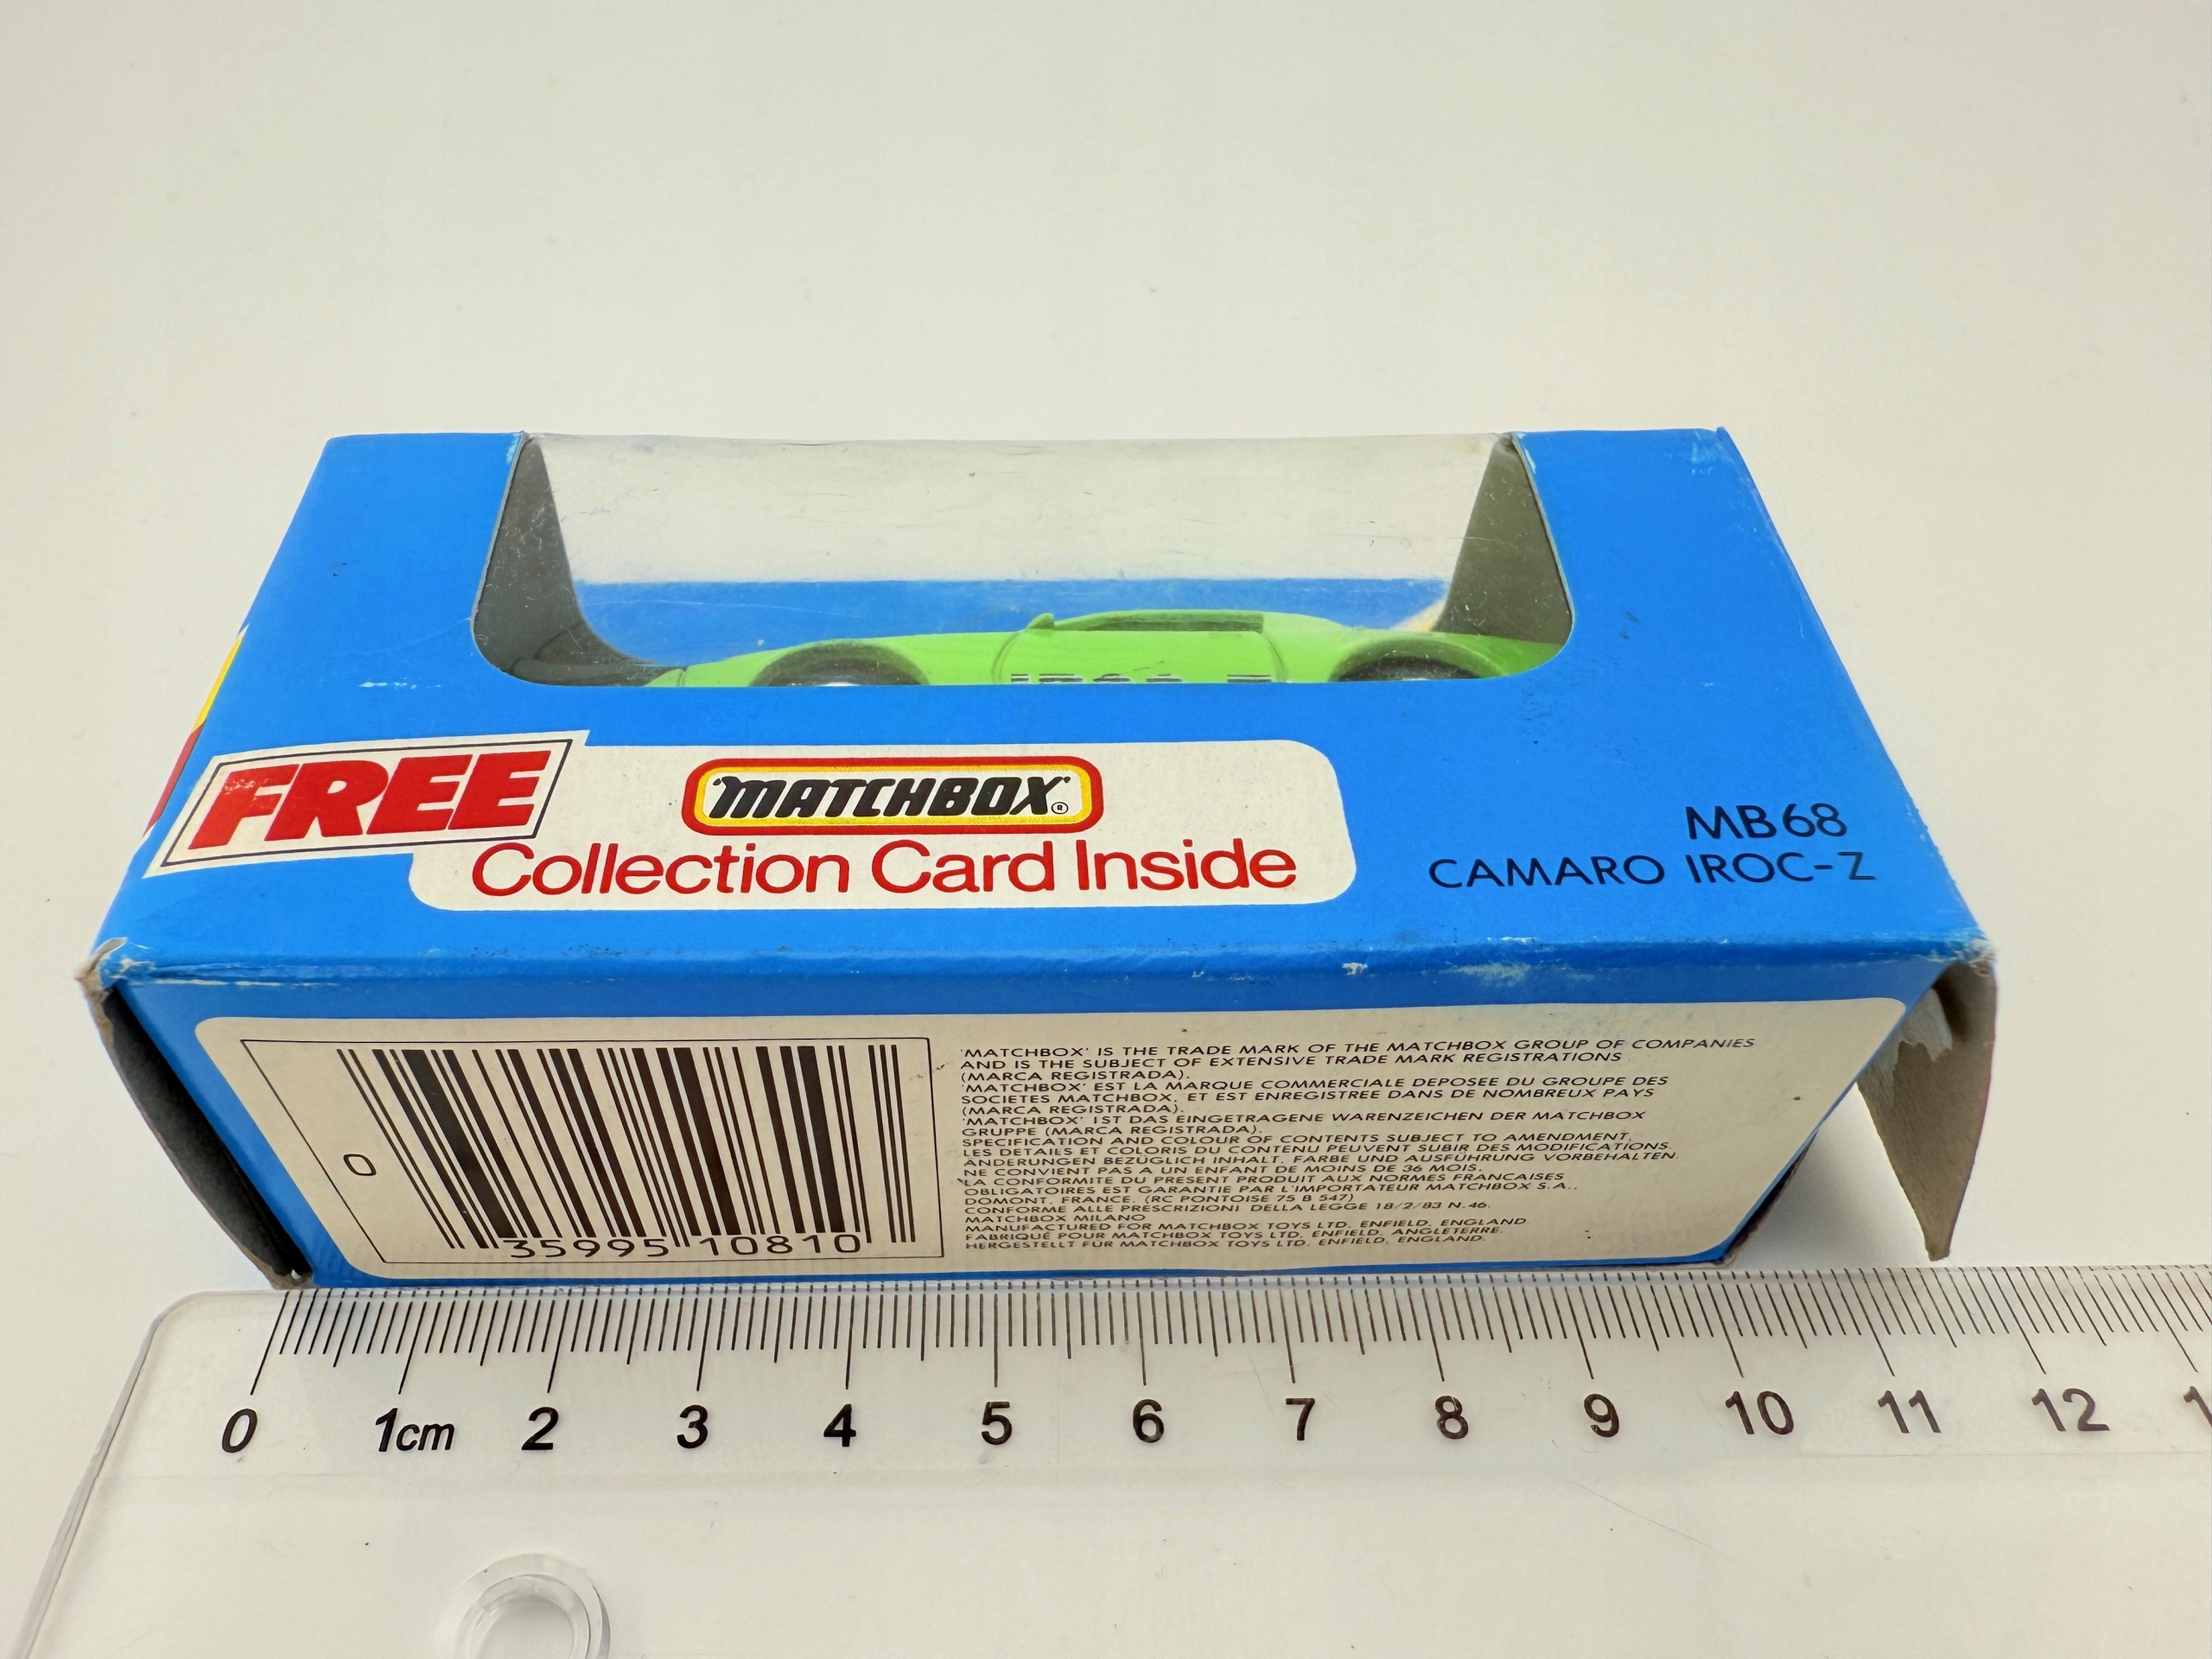 FREE
MATCHBOX®
Collection Card Inside
MB68
CAMARO IROC-Z
0
35995 10810
'MATCHBOX' IS THE TRADE MARK OF THE MATCHBOX GROUP OF COMPANIES
AND IS THE SUBJECT OF EXTENSIVE TRADE MARK REGISTRATIONS
(MARCA REGISTRADA).
'MATCHBOX' EST LA MARQUE COMMERCIALE DEPOSEE DU GROUPE DES
SOCIETES MATCHBOX, ET EST ENREGISTREE DANS DE NOMBREUX PAYS
(MARCA REGISTRADA).
'MATCHBOX' IST DAS EINGETRAGENE WARENZEICHEN DER MATCHBOX
GRUPPE (MARCA REGISTRADA).
SPECIFICATION AND COLOUR OF CONTENTS SUBJECT TO AMENDMENT.
LES DETAILS ET COLORIS DU CONTENU PEUVENT SUBIR DES MODIFICATIONS.
ÄNDERUNGEN BEZÜGLICH INHALT, FARBE UND AUSFÜHRUNG VORBEHALTEN.
NE CONVIENT PAS A UN ENFANT DE MOINS DE 36 MOIS.
LA CONFORMITE DU PRESENT PRODUIT AUX NORMES FRANCAISES
OBLIGATOIRES EST GARANTIE PAR L'IMPORTATEUR MATCHBOX S.A.,
DOMONT, FRANCE. (RC PONTOISE 75 B 547)
CONFORME ALLE PRESCRIZIONI DELLA LEGGE 18/2/83 N.46.
MATCHBOX MILANO
MANUFACTURED FOR MATCHBOX TOYS LTD. ENFIELD, ENGLAND.
FABRIQUÉ POUR MATCHBOX TOYS LTD. ENFIELD, ANGLETERRE.
HERGESTELLT FÜR MATCHBOX TOYS LTD. ENFIELD, ENGLAND.
0 1cm 2 3 4 5 6 7 8 9 10 11 12